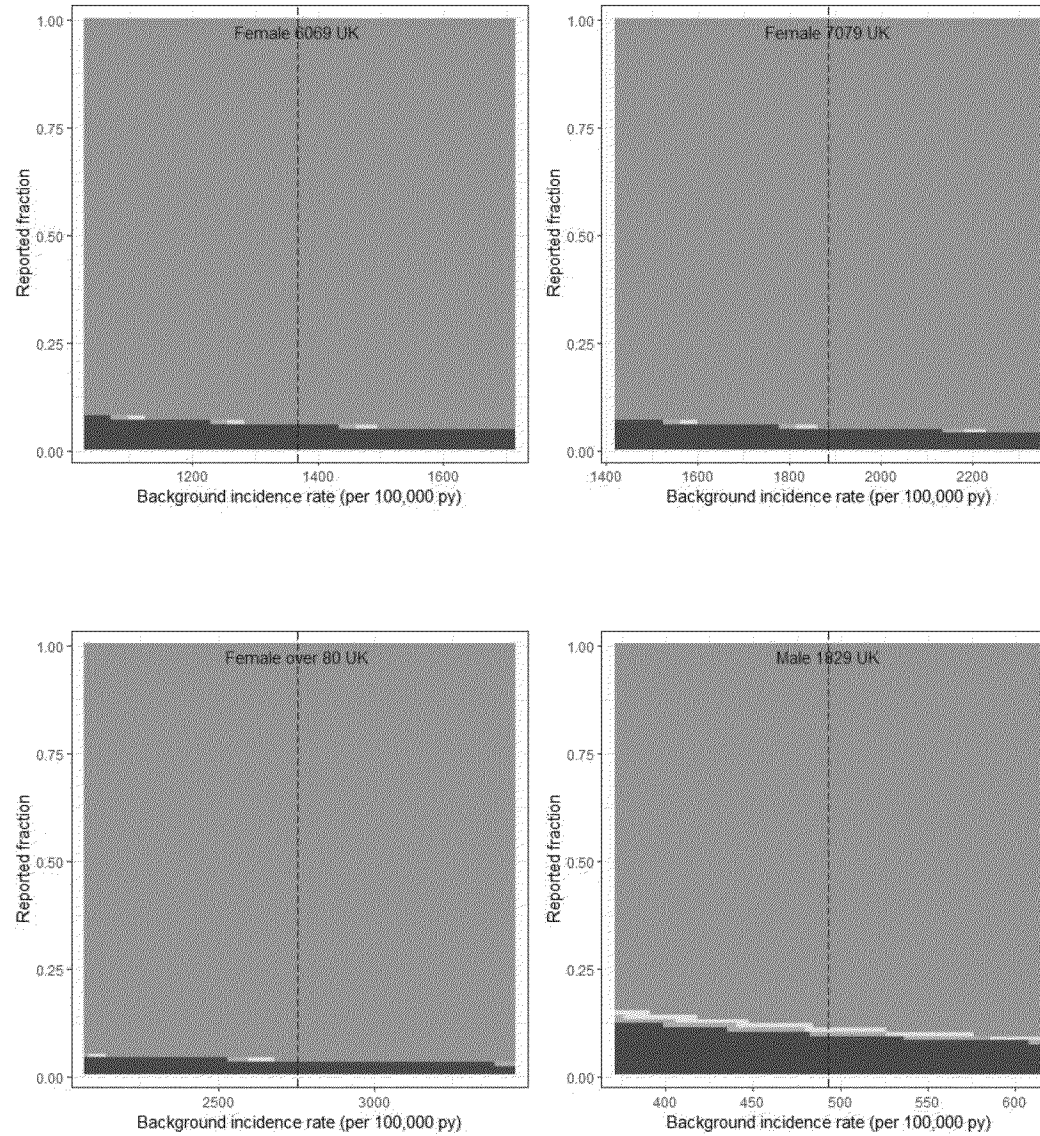 Female 6069 UK
1.00
0.75
0.50
0.25
0.00
Reported fraction
1200
1400
1600
Background incidence rate (per 100,000 py)
Female 7079 UK
1.00
0.75
0.50
0.25
0.00
Reported fraction
1400
1600
1800
2000
2200
Background incidence rate (per 100,000 py)
Female over 80 UK
1.00
0.75
0.50
0.25
0.00
Reported fraction
2500
3000
Background incidence rate (per 100,000 py)
Male 1829 UK
1.00
0.75
0.50
0.25
0.00
Reported fraction
400
450
500
550
600
Background incidence rate (per 100,000 py)